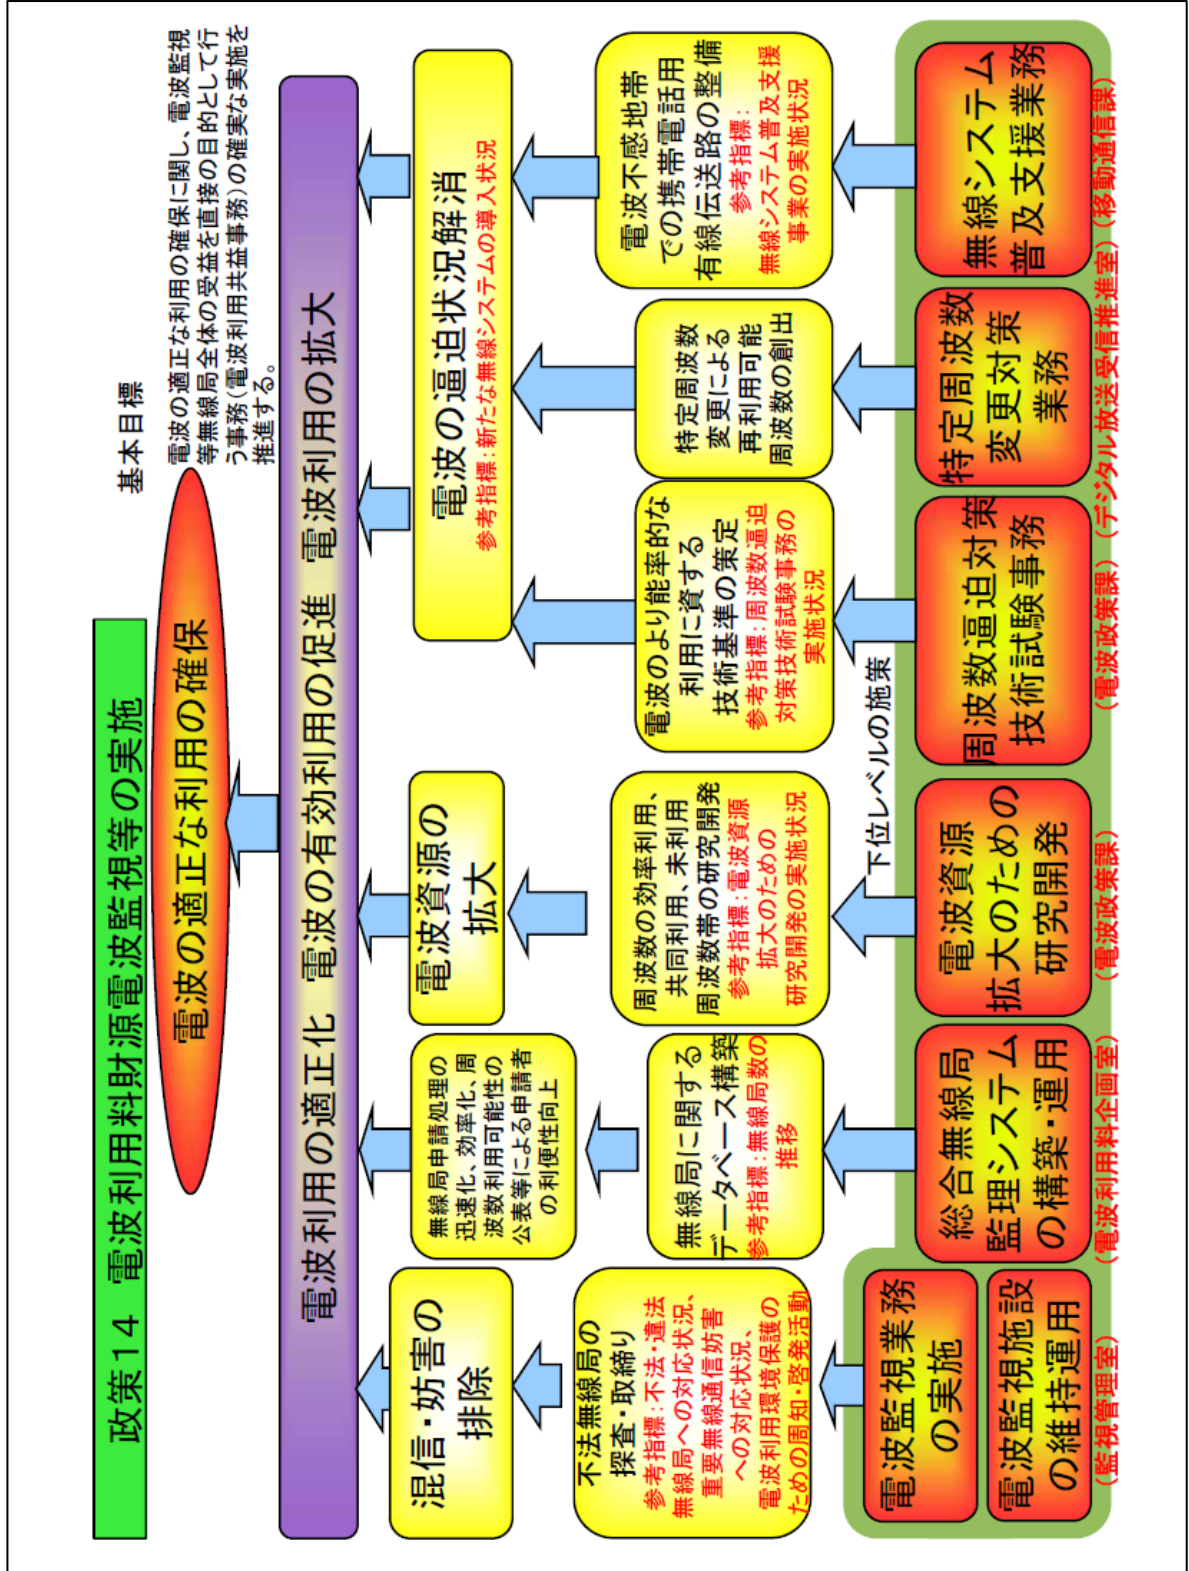 政策14　電波利用料財源電波監視等の実施
基本目標
電波の適正な利用の確保
電波の適正な利用の確保に関し、電波監視
等無線局全体の受益を直接の目的として行
う事務(電波利用共益事務)の確実な実施を
推進する。
電波利用の適正化　電波の有効利用の促進　電波利用の拡大
混信・妨害の
排除
無線局申請処理の
迅速化、効率化、周
波数利用可能性の
公表等による申請者
の利便性向上
電波資源の
拡大
電波の逼迫状況解消
参考指標：新たな無線システムの導入状況
不法無線局の
探査・取締り
参考指標：不法・違法
無線局への対応状況、
重要無線通信妨害
への対応状況、
電波利用環境保護の
ための周知・啓発活動
無線局に関する
データベース構築
参考指標：無線局数の
推移
周波数の効率利用、
共同利用、未利用
周波数帯の研究開発
参考指標：電波資源
拡大のための
研究開発の実施状況
電波のより能率的な
利用に資する
技術基準の策定
参考指標：周波数逼迫
対策技術試験事務の
実施状況
特定周波数
変更による
再利用可能
周波数の創出
電波不感地帯
での携帯電話用
有線伝送路の整備
参考指標：
無線システム普及支援
事業の実施状況
下位レベルの施策
電波監視業務
の実施
電波監視施設
の維持運用
(監視管理室)
総合無線局
監理システム
の構築・運用
(電波利用料企画室)
電波資源
拡大のための
研究開発
(電波政策課)
周波数逼迫対策
技術試験事務
(電波政策課)
特定周波数
変更対策
業務
(デジタル放送受信推進室)
無線システム
普及支援業務
(移動通信課)